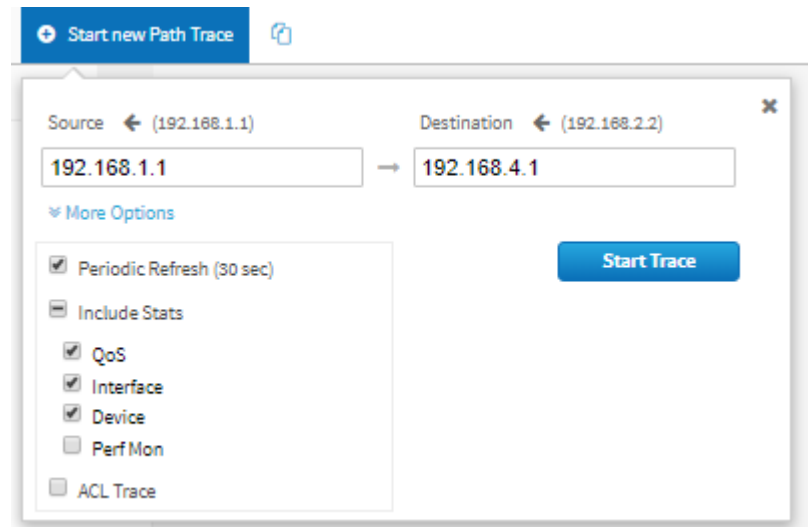 Start new Path Trace
Source (192.168.1.1) Destination (192.168.2.2)
192.168.1.1 192.168.4.1
More Options
Periodic Refresh (30 sec) Start Trace
Include Stats
QoS
Interface
Device
Perf Mon
ACL Trace